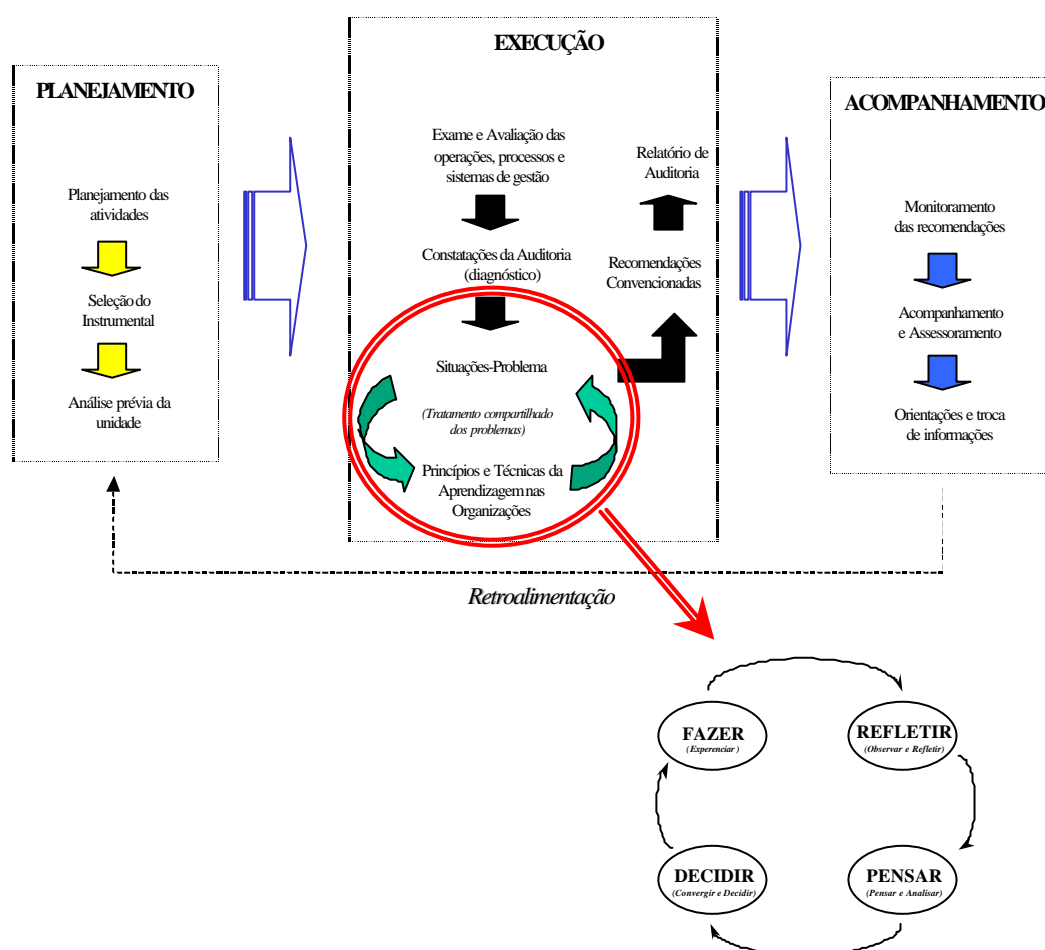 EXECUÇÃO
PLANEJAMENTO
Planejamento das
atividades
Seleção do
Instrumental
Análise prévia da
unidade
Exame e Avaliação das
operações, processos e
sistemas de gestão
Constatações da Auditoria
(diagnóstico)
Situações-Problema
(Tratamento compartilhado
dos problemas)
Princípios e Técnicas da
Aprendizagem nas
Organizações
Relatório de
Auditoria
Recomendações
Convencionadas
ACOMPANHAMENTO
Monitoramento
das recomendações
Acompanhamento
e Assessoramento
Orientações e troca
de informações
Retroalimentação
FAZER
(Experenciar )
REFLETIR
(Observar e Refletir)
DECIDIR
(Convergir e Decidir)
PENSAR
(Pensar e Analisar)